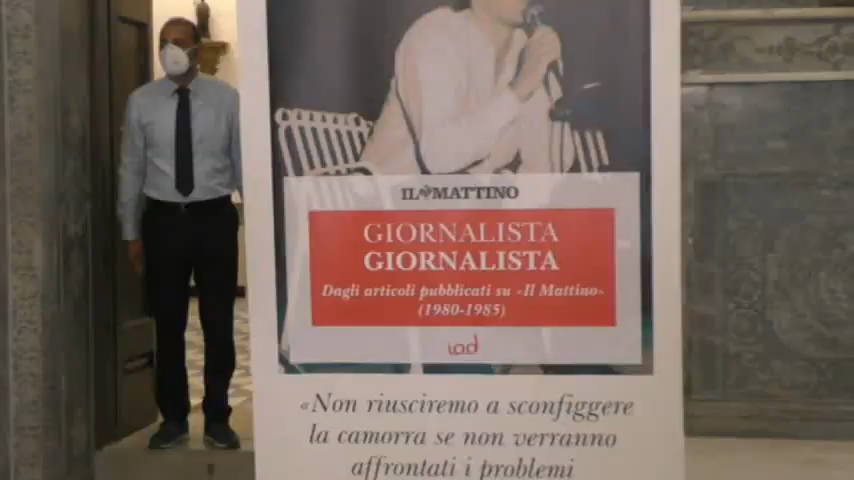 IL MATTINO
GIORNALISTA
GIORNALISTA
Dagli articoli pubblicati su «Il Mattino»
(1980-1985)
iod
«Non riusciremo a sconfiggere
la camorra se non verranno
affrontati i problemi